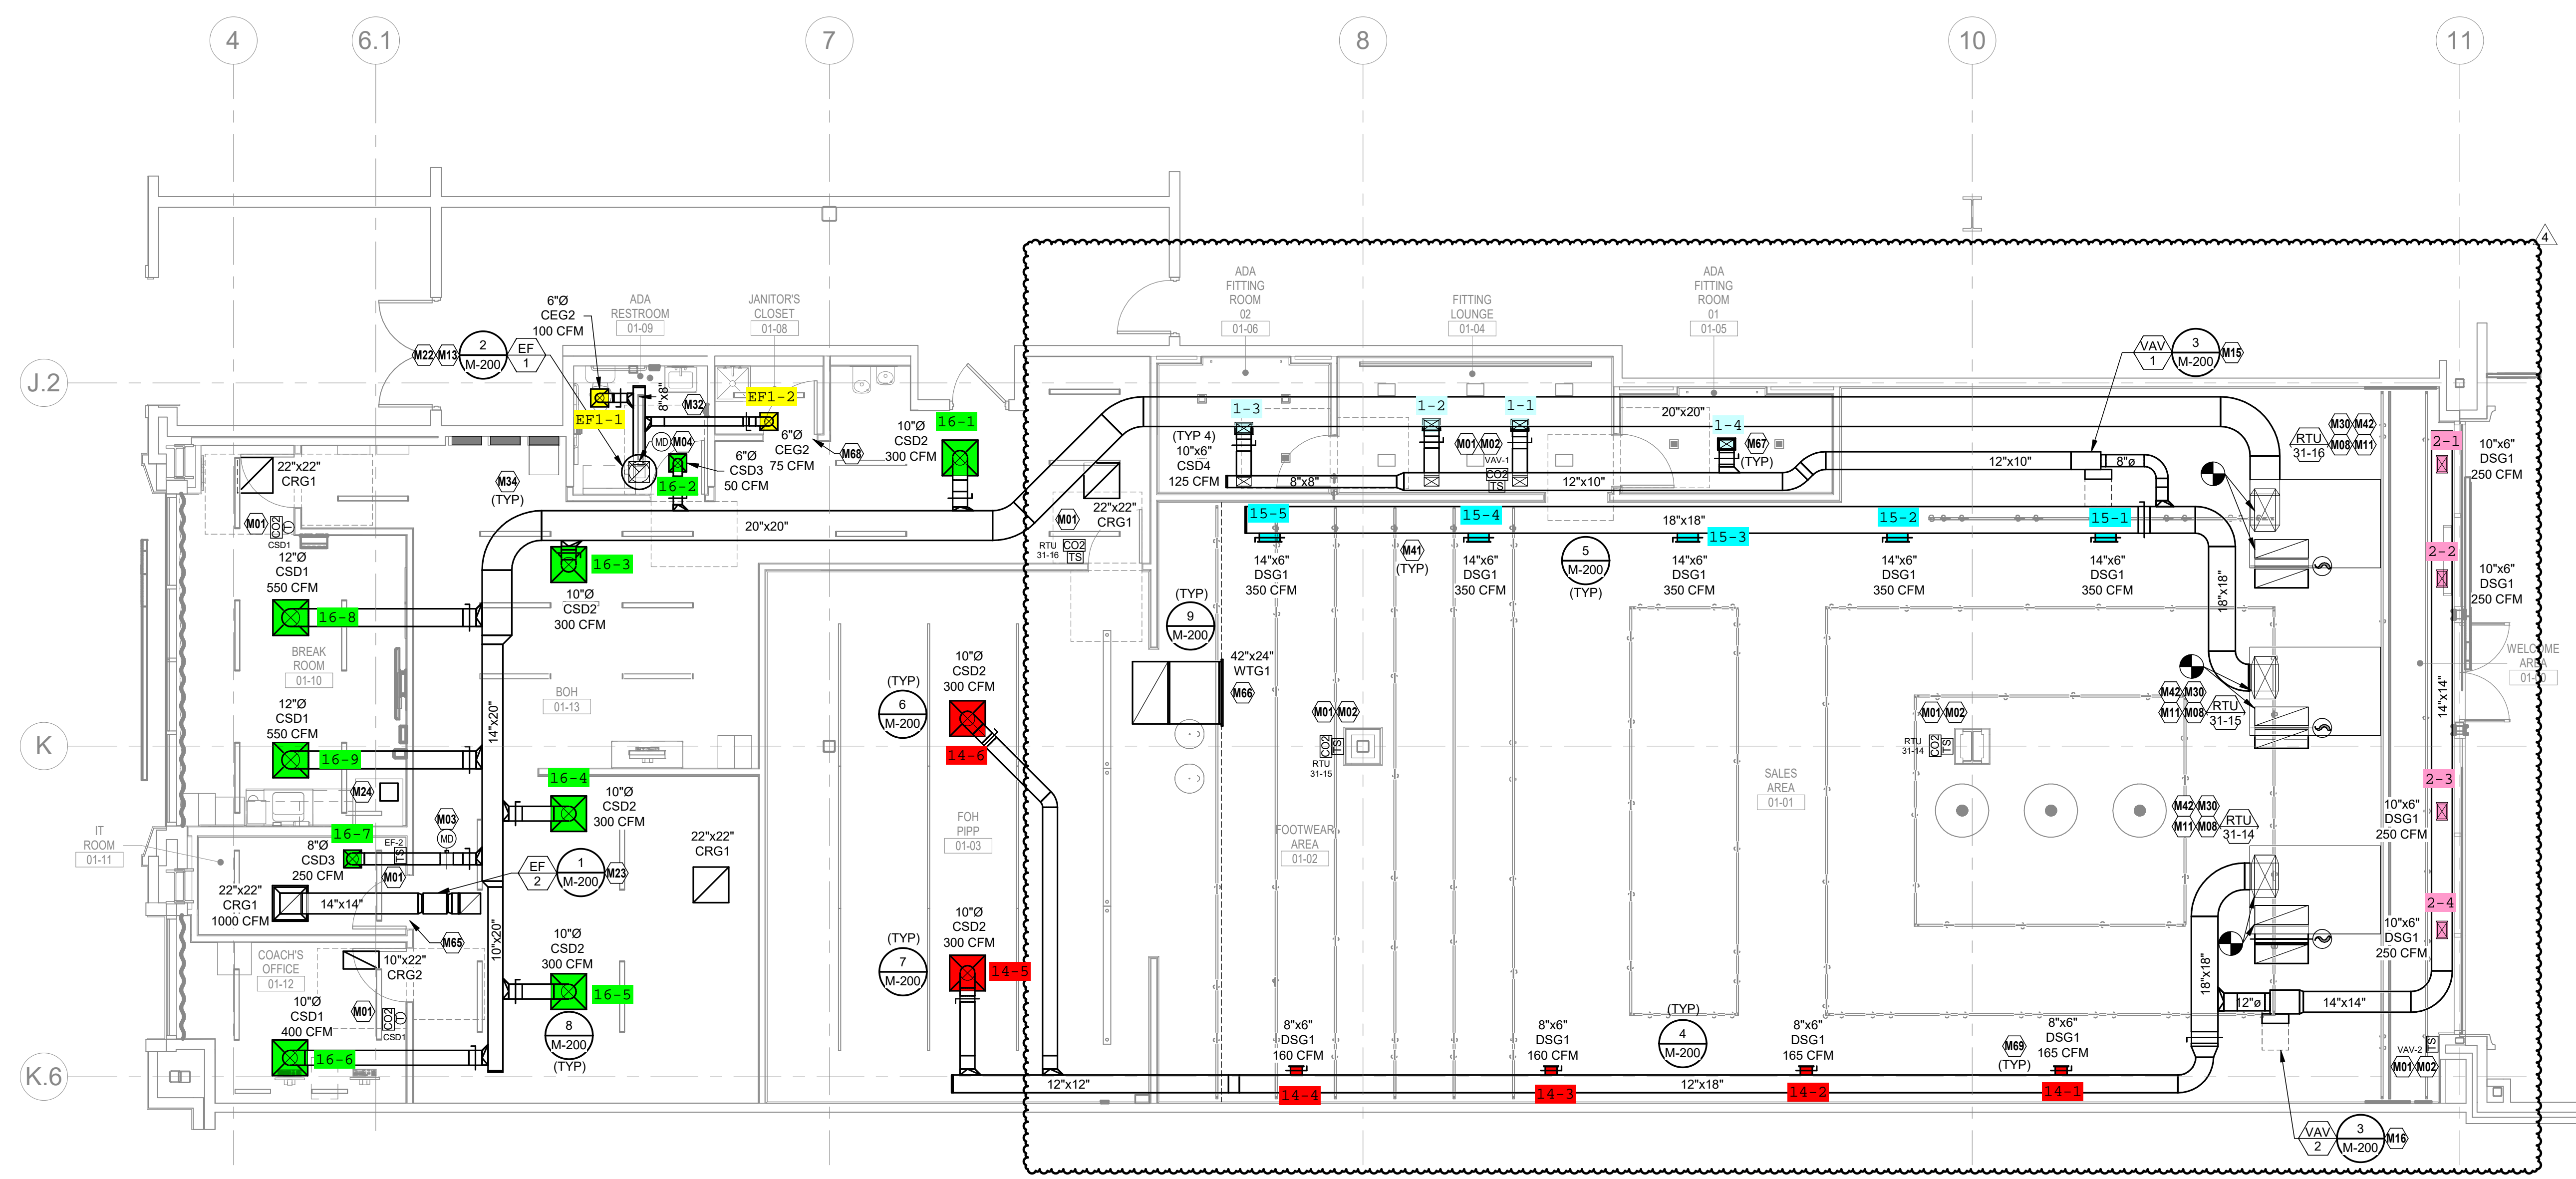 4
6.1
7
8
10
11
4
J.2
K
K.6
6"Ø
CEG2
100 CFM
ADA
RESTROOM
01-09
JANITOR'S
CLOSET
01-08
ADA
FITTING
ROOM
02
01-06
FITTING
LOUNGE
01-04
ADA
FITTING
ROOM
01
01-05
M22
M13
2
M-200
EF
1
VAV
1
3
M-200
M15
EF1-1
8"x8"
M32
EF1-2
6"Ø
CEG2
75 CFM
M68
MD
M04
6"Ø
CSD3
50 CFM
16-2
10"Ø
CSD2
300 CFM
16-1
1-3
1-2
1-1
1-4
20"x20"
(TYP 4)
10"x6"
CSD4
125 CFM
M01
M02
VAV-1
CO2
TS
M67
(TYP)
8"x8"
12"x10"
12"x10"
8"ø
M30
M42
RTU
31-16
M08
M11
2-1
10"x6"
DSG1
250 CFM
22"x22"
CRG1
M34
(TYP)
M01
CO2
T
CSD1
20"x20"
22"x22"
CRG1
M01
RTU
31-16
CO2
TS
15-5
15-4
15-3
15-2
15-1
18"x18"
14"x6"
DSG1
350 CFM
M41
(TYP)
14"x6"
DSG1
350 CFM
5
M-200
(TYP)
14"x6"
DSG1
350 CFM
14"x6"
DSG1
350 CFM
14"x6"
DSG1
350 CFM
18"x18"
2-2
10"x6"
DSG1
250 CFM
12"Ø
CSD1
550 CFM
16-8
16-3
10"Ø
CSD2
300 CFM
(TYP)
9
M-200
BREAK
ROOM
01-10
BOH
01-13
12"Ø
CSD1
550 CFM
16-9
14"x20"
(TYP)
6
M-200
10"Ø
CSD2
300 CFM
14-6
42"x24"
WTG1
M66
M01
M02
CO2
TS
RTU
31-15
M01
M02
RTU
31-14
CO2
TS
M42
M30
M11
M08
RTU
31-15
WELCOME
AREA
14"x14"
M24
16-4
10"Ø
CSD2
300 CFM
SALES
AREA
01-01
2-3
10"x6"
DSG1
250 CFM
M42
M30
M11
M08
RTU
31-14
IT
ROOM
01-11
16-7
8"Ø
CSD3
250 CFM
EF-2
TS
M01
M03
MD
EF
2
1
M-200
M23
22"x22"
CRG1
FOH
PIPP
01-03
FOOTWEAR
AREA
01-02
22"x22"
CRG1
1000 CFM
14"x14"
M65
10"x20"
10"Ø
CSD2
300 CFM
16-5
8
M-200
(TYP)
(TYP)
7
M-200
10"Ø
CSD2
300 CFM
14-5
2-4
10"x6"
DSG1
250 CFM
COACH'S
OFFICE
01-12
10"x22"
CRG2
10"Ø
CSD1
400 CFM
M01
CO2
T
CSD1
16-6
18"x18"
12"ø
14"x14"
8"x6"
DSG1
160 CFM
8"x6"
DSG1
160 CFM
(TYP)
4
M-200
8"x6"
DSG1
165 CFM
M69
(TYP)
8"x6"
DSG1
165 CFM
VAV-2
TS
M01
M02
12"x12"
12"x18"
14-4
14-3
14-2
14-1
VAV
2
3
M-200
M16